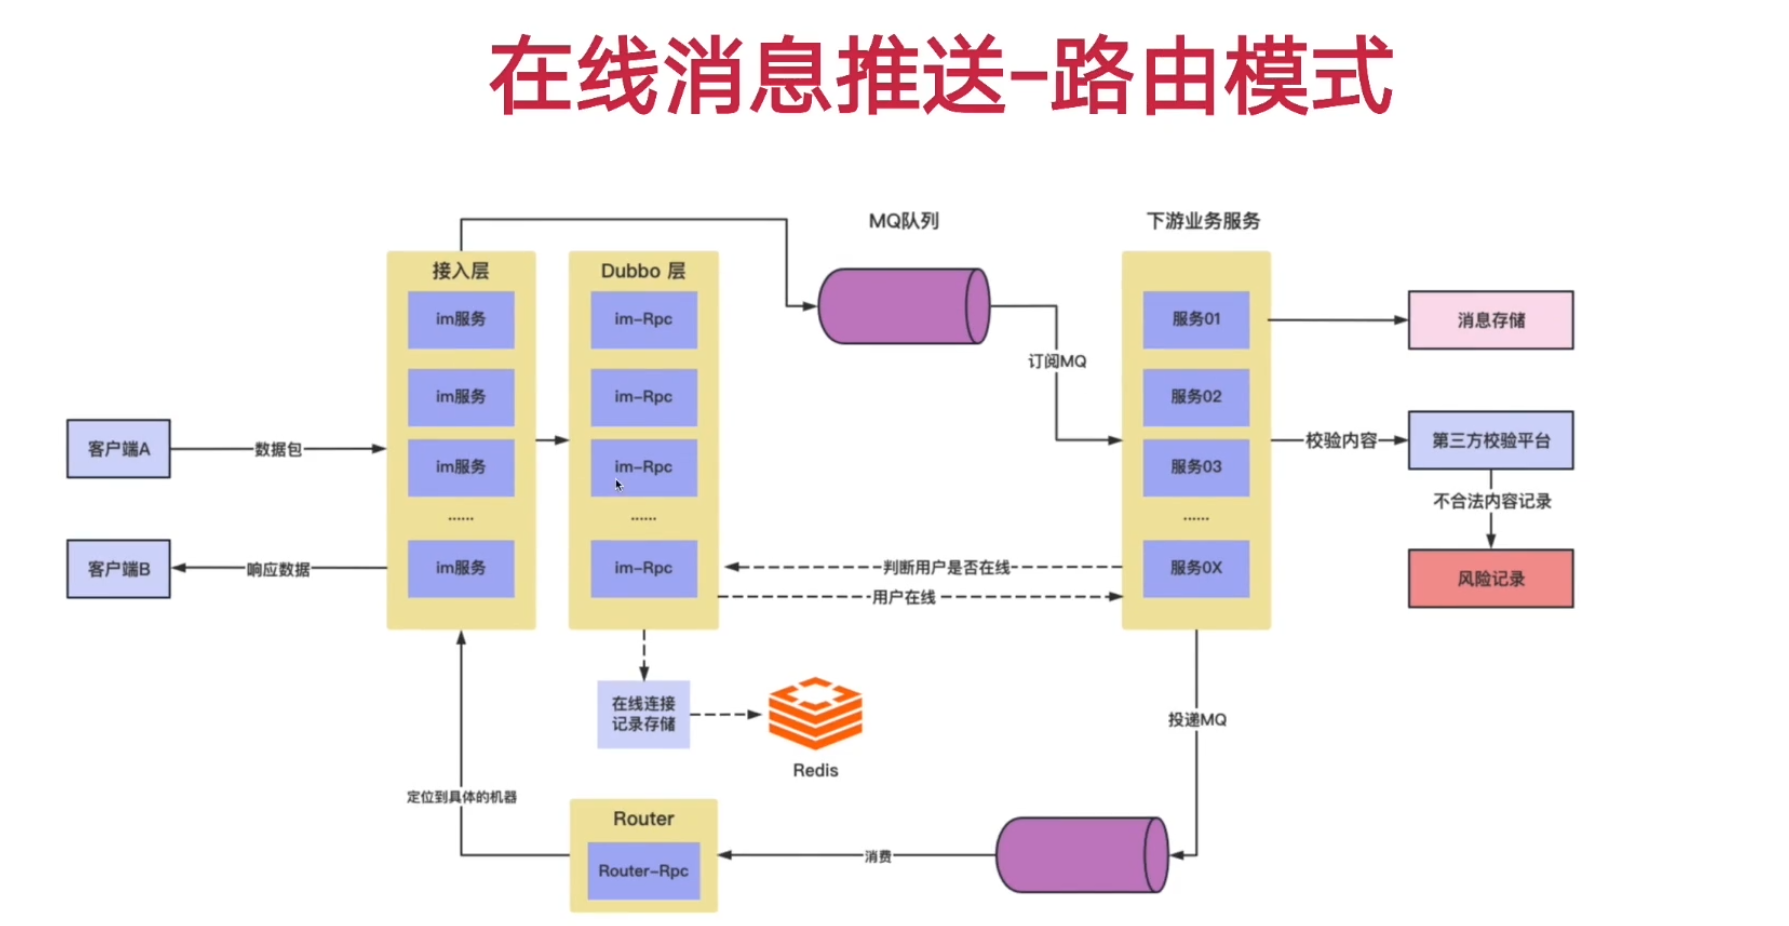 在线消息推送-路由模式
MQ队列
下游业务服务
接入层
im服务
im服务
im服务
......
im服务
Dubbo 层
im-Rpc
im-Rpc
im-Rpc
......
im-Rpc
服务01
服务02
服务03
......
服务0X
订阅MQ
消息存储
客户端A
数据包
校验内容
第三方校验平台
不合法内容记录
客户端B
响应数据
判断用户是否在线
用户在线
风险记录
在线连接
记录存储
Redis
投递MQ
定位到具体的机器
Router
Router-Rpc
消费